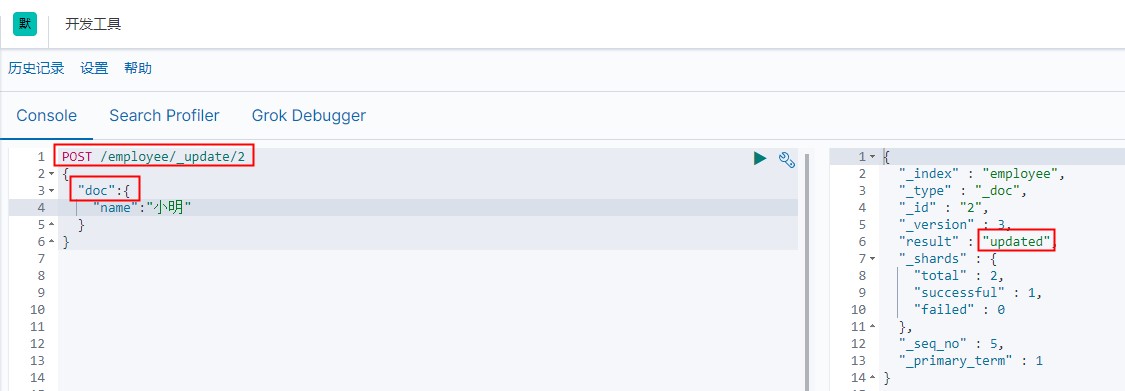 默 开发工具
历史记录 设置 帮助
Console Search Profiler Grok Debugger
1 POST /employee/_update/2
2 {
3 "doc":{
4 "name":"小明"
5 }
6 }
7
8
9
10
11
12
13
14
1 {
2 "_index" : "employee",
3 "_type" : "_doc",
4 "_id" : "2",
5 "_version" : 3,
6 "result" : "updated",
7 "_shards" : {
8 "total" : 2,
9 "successful" : 1,
10 "failed" : 0
11 },
12 "_seq_no" : 5,
13 "_primary_term" : 1
14 }